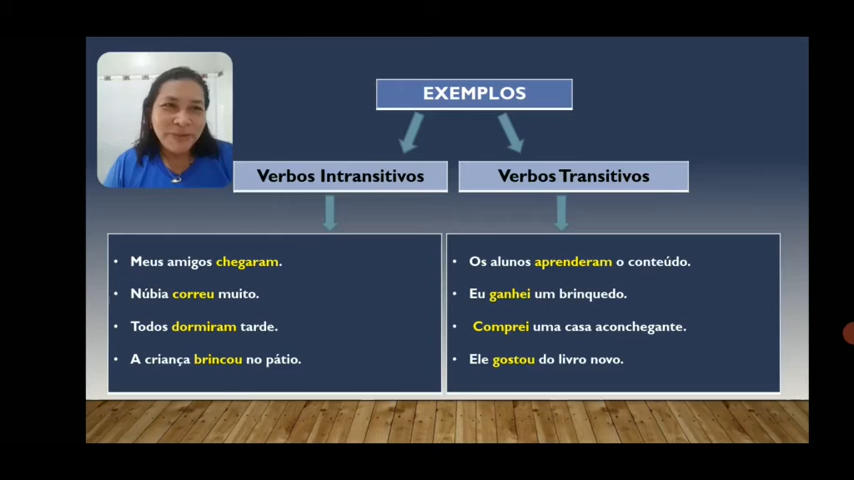 EXEMPLOS
Verbos Intransitivos
Verbos Transitivos
• Meus amigos chegaram.
• Núbia correu muito.
• Todos dormiram tarde.
• A criança brincou no pátio.
• Os alunos aprenderam o conteúdo.
• Eu ganhei um brinquedo.
• Comprei uma casa aconchegante.
• Ele gostou do livro novo.